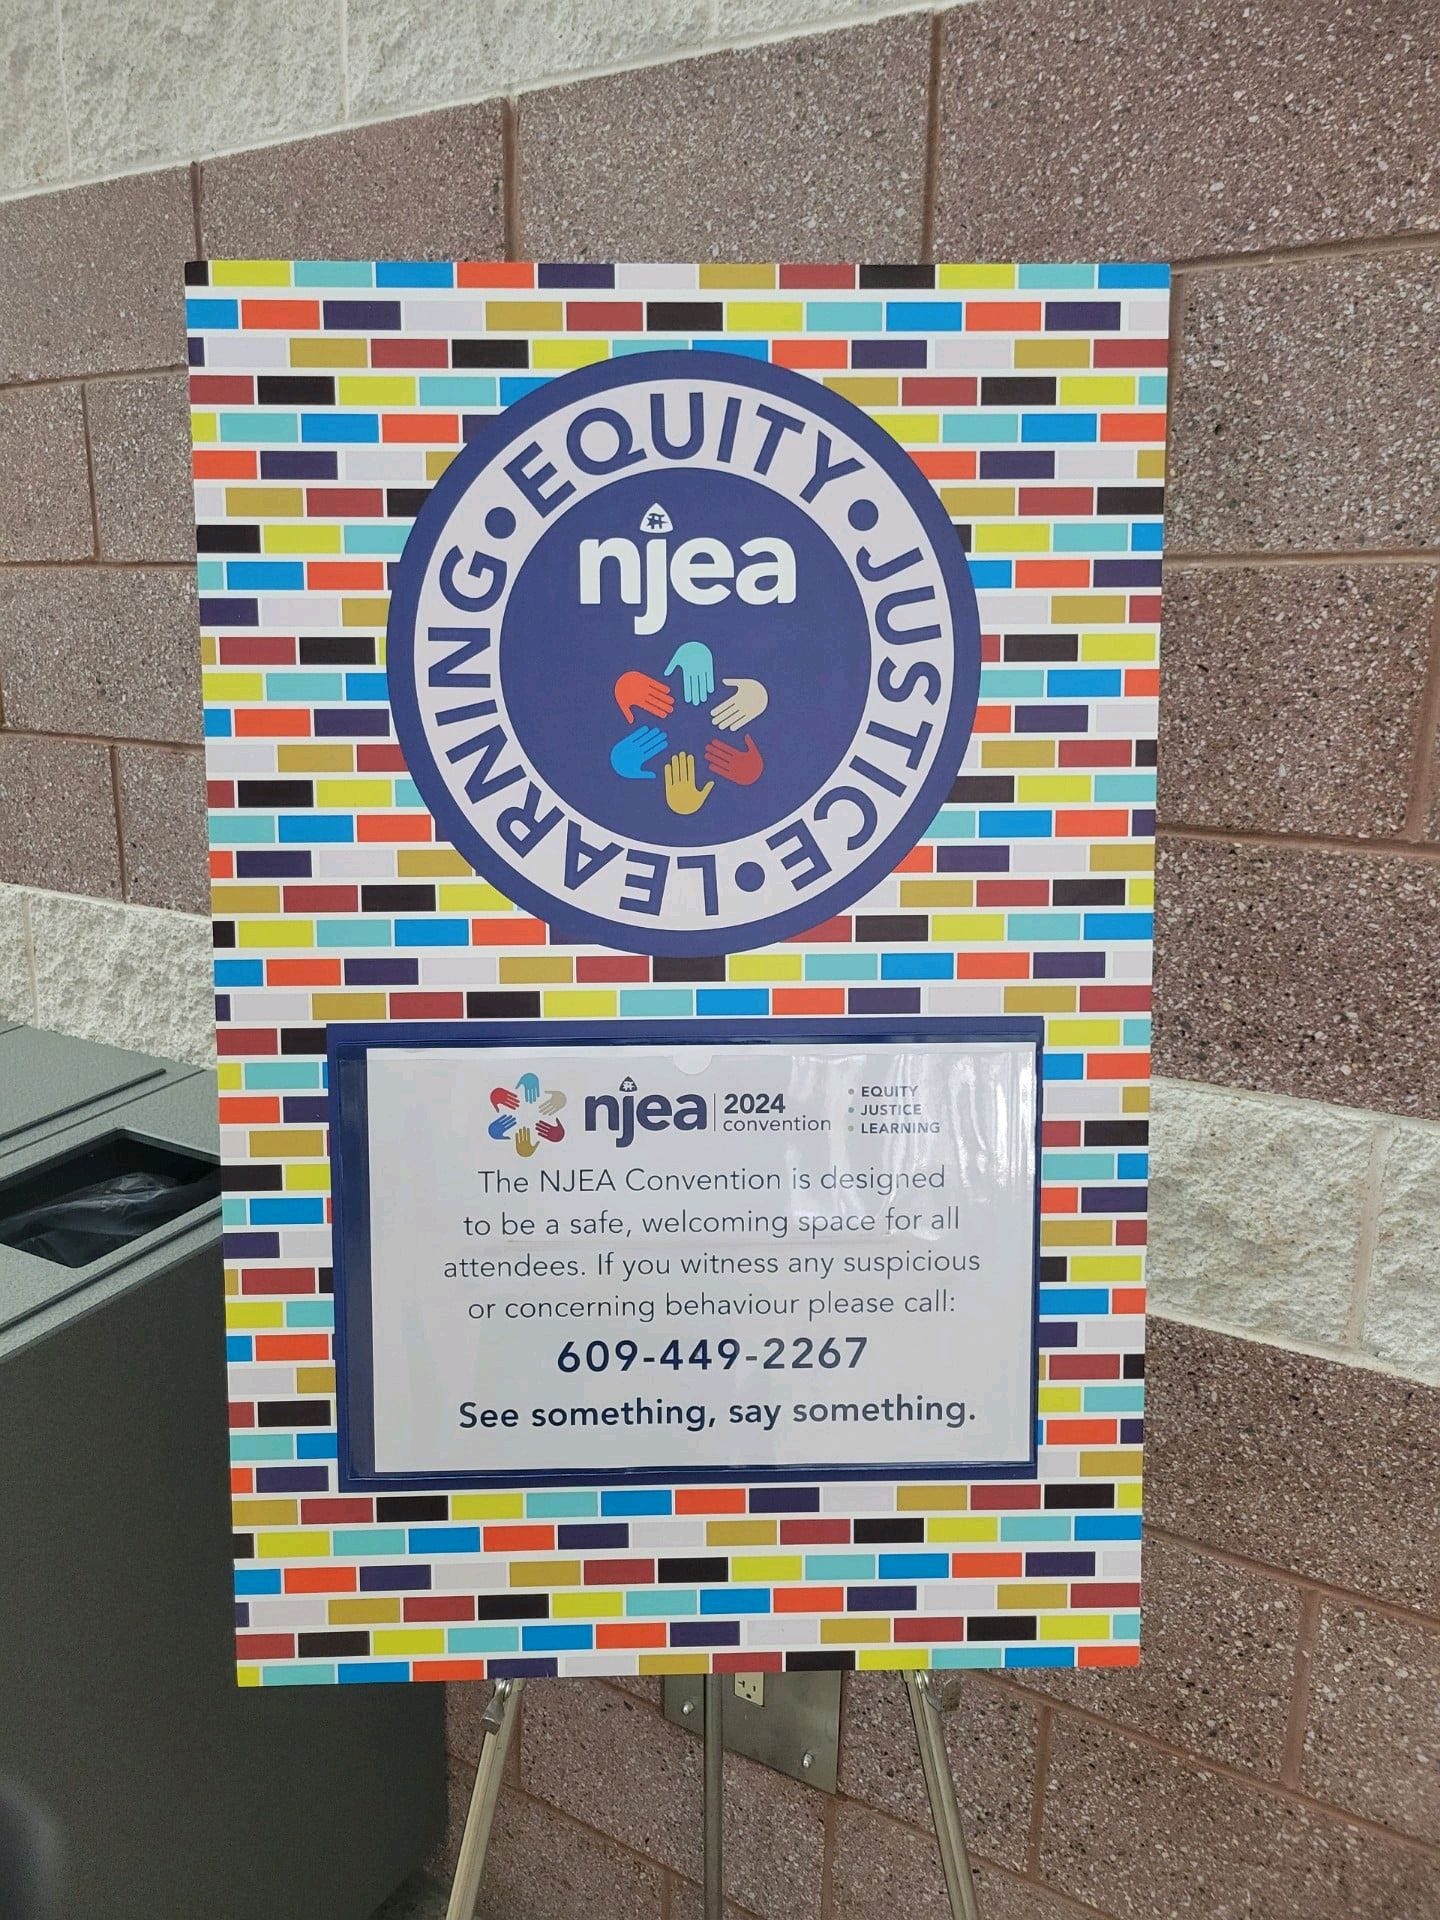 EQUITY • JUSTICE • LEARNING •
njea
njea 2024 convention
• EQUITY
• JUSTICE
• LEARNING
The NJEA Convention is designed
to be a safe, welcoming space for all
attendees. If you witness any suspicious
or concerning behaviour please call:
609-449-2267
See something, say something.